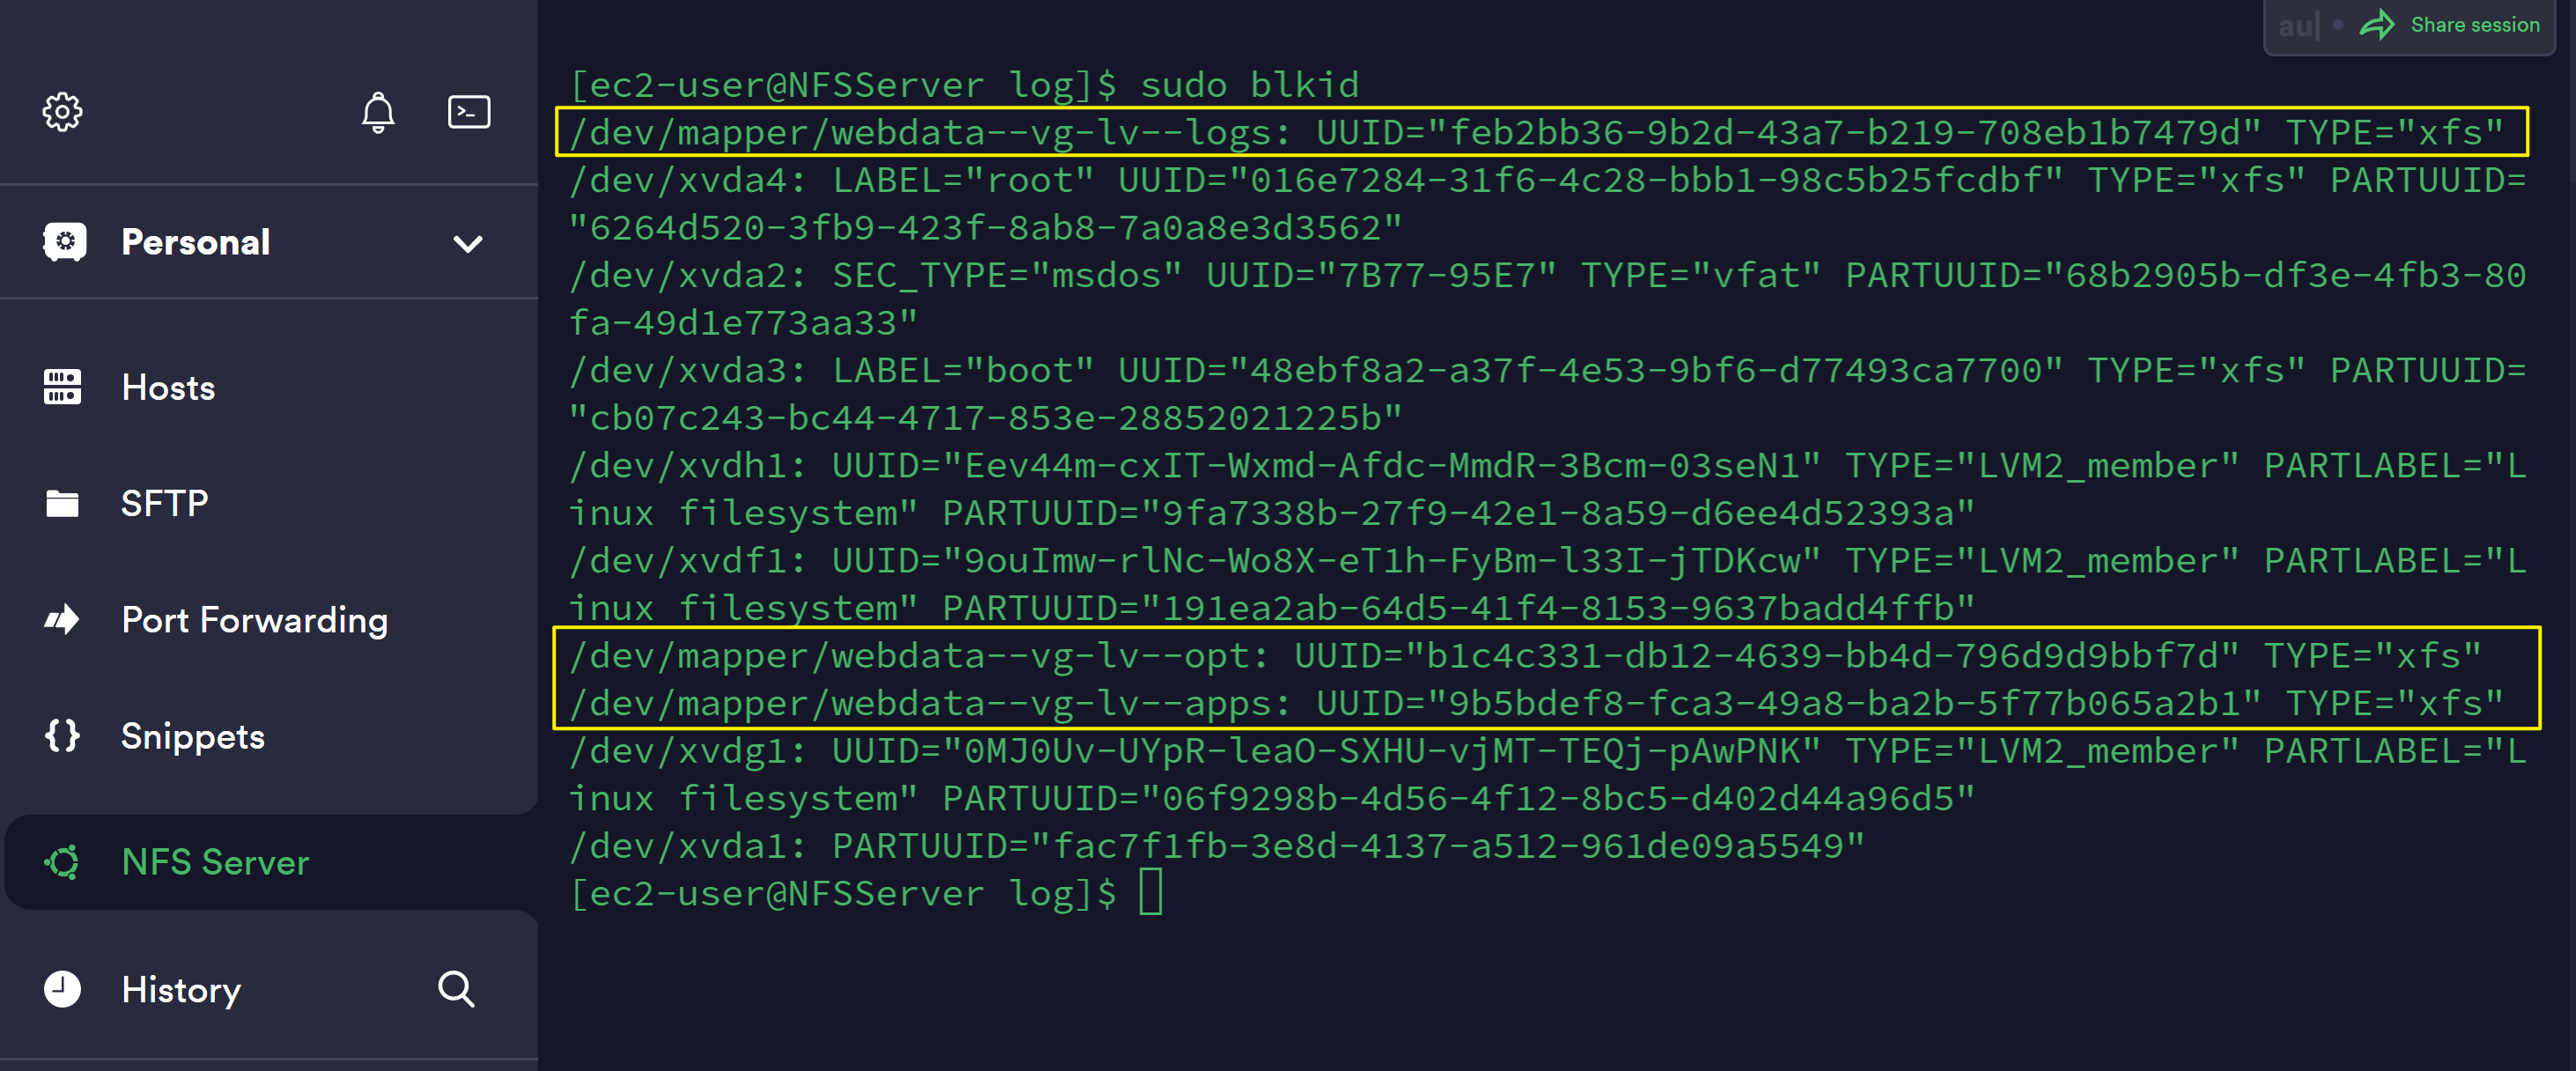 au| • Share session
[ec2-user@NFSServer log]$ sudo blkid
/dev/mapper/webdata--vg-lv--logs: UUID="feb2bb36-9b2d-43a7-b219-708eb1b7479d" TYPE="xfs"
/dev/xvda4: LABEL="root" UUID="016e7284-31f6-4c28-bbb1-98c5b25fcdbf" TYPE="xfs" PARTUUID=
"6264d520-3fb9-423f-8ab8-7a0a8e3d3562"
/dev/xvda2: SEC_TYPE="msdos" UUID="7B77-95E7" TYPE="vfat" PARTUUID="68b2905b-df3e-4fb3-80
fa-49d1e773aa33"
/dev/xvda3: LABEL="boot" UUID="48ebf8a2-a37f-4e53-9bf6-d77493ca7700" TYPE="xfs" PARTUUID=
"cb07c243-bc44-4717-853e-28852021225b"
/dev/xvdh1: UUID="Eev44m-cxIT-Wxmd-Afdc-MmdR-3Bcm-03seN1" TYPE="LVM2_member" PARTLABEL="L
inux filesystem" PARTUUID="9fa7338b-27f9-42e1-8a59-d6ee4d52393a"
/dev/xvdf1: UUID="9ouImw-rlNc-Wo8X-eT1h-FyBm-l33I-jTDKcw" TYPE="LVM2_member" PARTLABEL="L
inux filesystem" PARTUUID="191ea2ab-64d5-41f4-8153-9637badd4ffb"
/dev/mapper/webdata--vg-lv--opt: UUID="b1c4c331-db12-4639-bb4d-796d9d9bbf7d" TYPE="xfs"
/dev/mapper/webdata--vg-lv--apps: UUID="9b5bdef8-fca3-49a8-ba2b-5f77b065a2b1" TYPE="xfs"
/dev/xvdg1: UUID="0MJ0Uv-UYpR-leaO-SXHU-vjMT-TEQj-pAwPNK" TYPE="LVM2_member" PARTLABEL="L
inux filesystem" PARTUUID="06f9298b-4d56-4f12-8bc5-d402d44a96d5"
/dev/xvda1: PARTUUID="fac7f1fb-3e8d-4137-a512-961de09a5549"
[ec2-user@NFSServer log]$
Personal
Hosts
SFTP
Port Forwarding
Snippets
NFS Server
History